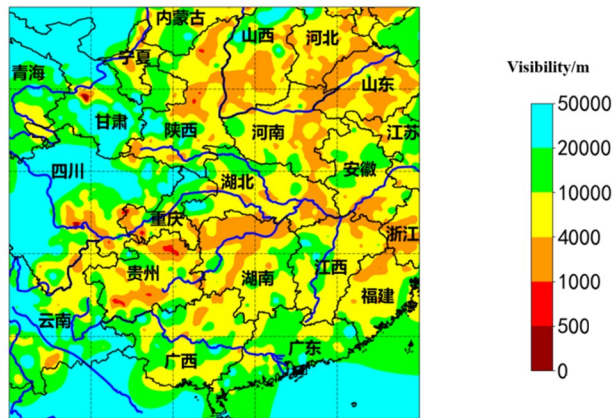 内蒙古
山西
河北
宁夏
青海
山东
甘肃
陕西
河南
江苏
四川
湖北
安徽
重庆
浙江
贵州
湖南
江西
福建
云南
广西
广东
Visibility/m
50000
20000
10000
4000
1000
500
0